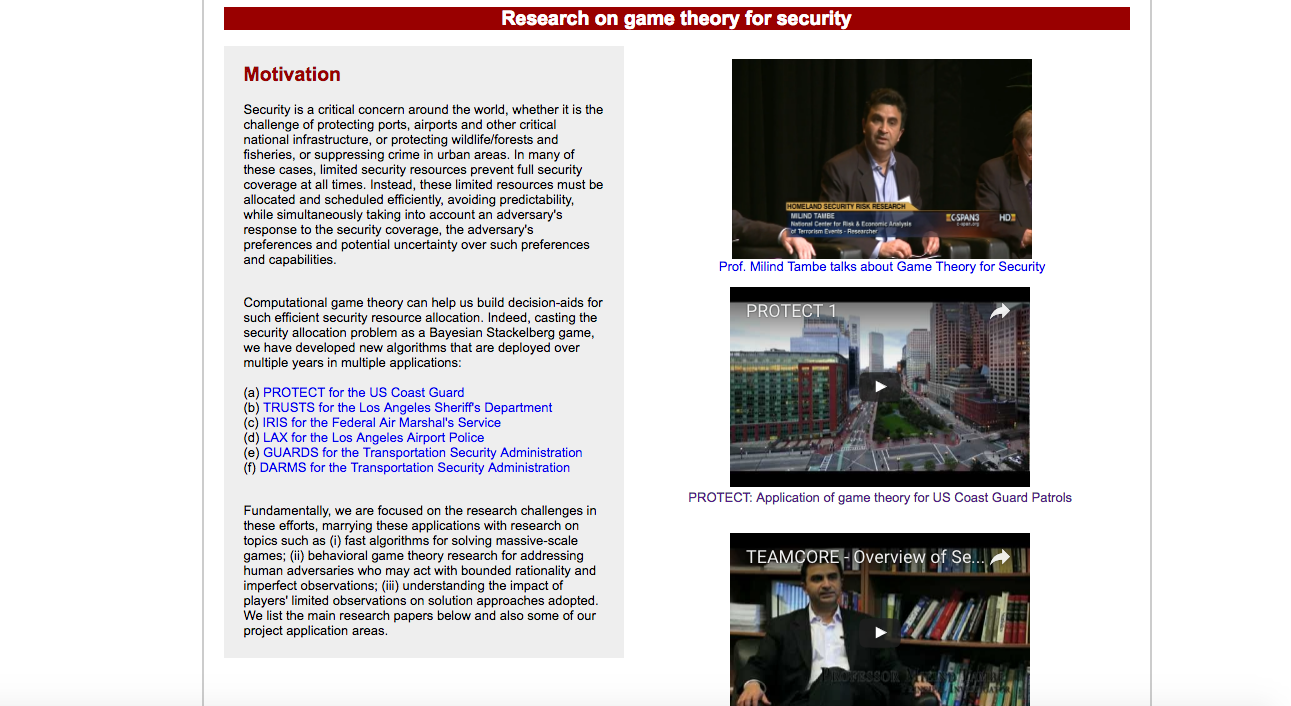 Research on game theory for security
Motivation
Security is a critical concern around the world, whether it is the
challenge of protecting ports, airports and other critical
national infrastructure, or protecting wildlife/forests and
fisheries, or suppressing crime in urban areas. In many of
these cases, limited security resources prevent full security
coverage at all times. Instead, these limited resources must be
allocated and scheduled efficiently, avoiding predictability,
while simultaneously taking into account an adversary's
response to the security coverage, the adversary's
preferences and potential uncertainty over such preferences
and capabilities.
Computational game theory can help us build decision-aids for
such efficient security resource allocation. Indeed, casting the
security allocation problem as a Bayesian Stackelberg game,
we have developed new algorithms that are deployed over
multiple years in multiple applications:
(a) PROTECT for the US Coast Guard
(b) TRUSTS for the Los Angeles Sheriff's Department
(c) IRIS for the Federal Air Marshal's Service
(d) LAX for the Los Angeles Airport Police
(e) GUARDS for the Transportation Security Administration
(f) DARMS for the Transportation Security Administration
Fundamentally, we are focused on the research challenges in
these efforts, marrying these applications with research on
topics such as (i) fast algorithms for solving massive-scale
games; (ii) behavioral game theory research for addressing
human adversaries who may act with bounded rationality and
imperfect observations; (iii) understanding the impact of
players' limited observations on solution approaches adopted.
We list the main research papers below and also some of our
project application areas.
HOMELAND SECURITY RISK RESEARCH
MILIND TAMBE
National Center for Risk & Economic Analysis
of Terrorism Events - Researcher
C-SPAN3
c-span.org
HD
Prof. Milind Tambe talks about Game Theory for Security
PROTECT 1
PROTECT: Application of game theory for US Coast Guard Patrols
TEAMCORE - Overview of Se...
PROFESSOR